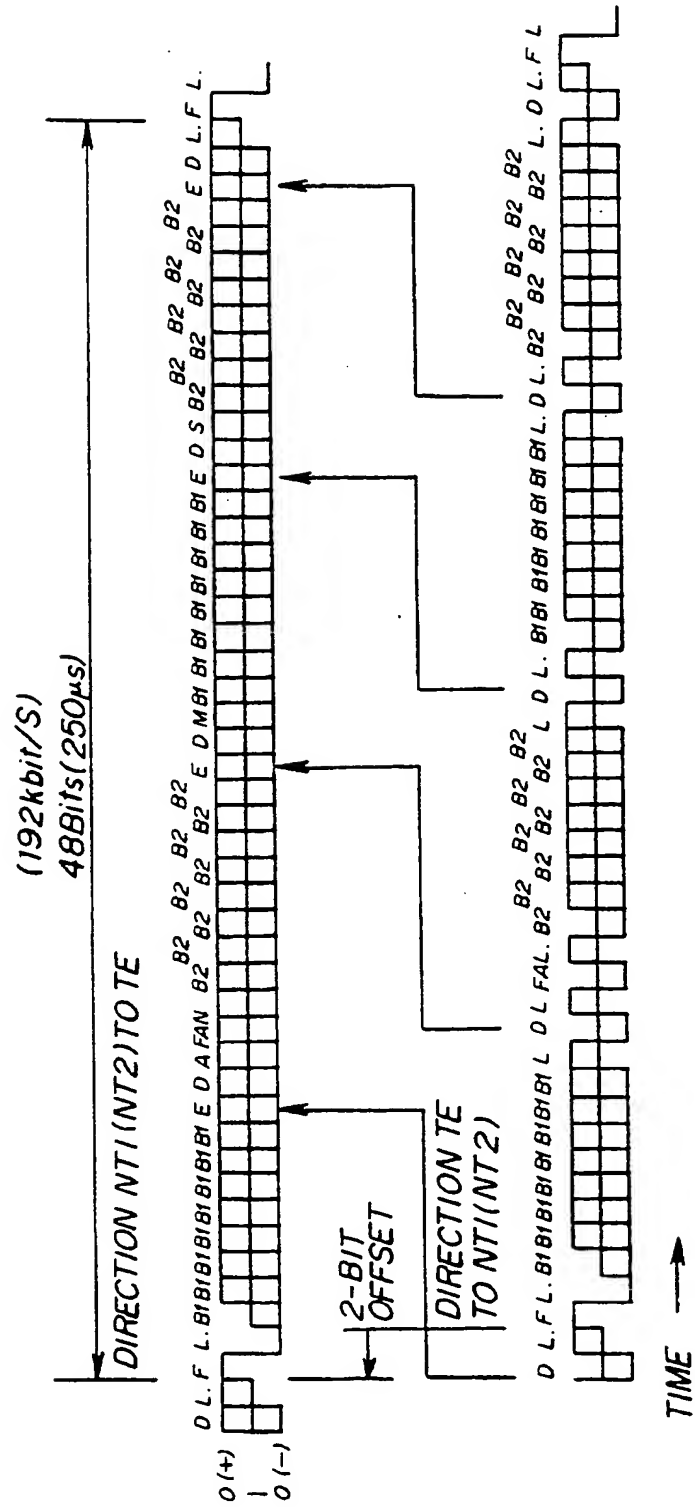 (192kbit/S)
48Bits(250μs)
DIRECTION NT1(NT2) TO TE
D L. F L. B1 B1 B1 B1 B1 B1 B1 B1 E D A FAN B2 B2 B2 B2 B2 B2 B2 B2 E D M B1 B1 B1 B1 B1 B1 B1 B1 E D S B2 B2 B2 B2 B2 B2 B2 B2 E D L. F L.
0(+)
1
0(−)
2-BIT
OFFSET
DIRECTION TE
TO NT1(NT2)
D L. F L. B1 B1 B1 B1 B1 B1 B1 B1 L D L FAL. B2 B2 B2 B2 B2 B2 B2 B2 L D L. B1 B1 B1 B1 B1 B1 B1 B1 L. D L. B2 B2 B2 B2 B2 B2 B2 B2 L. D L. F L
TIME →